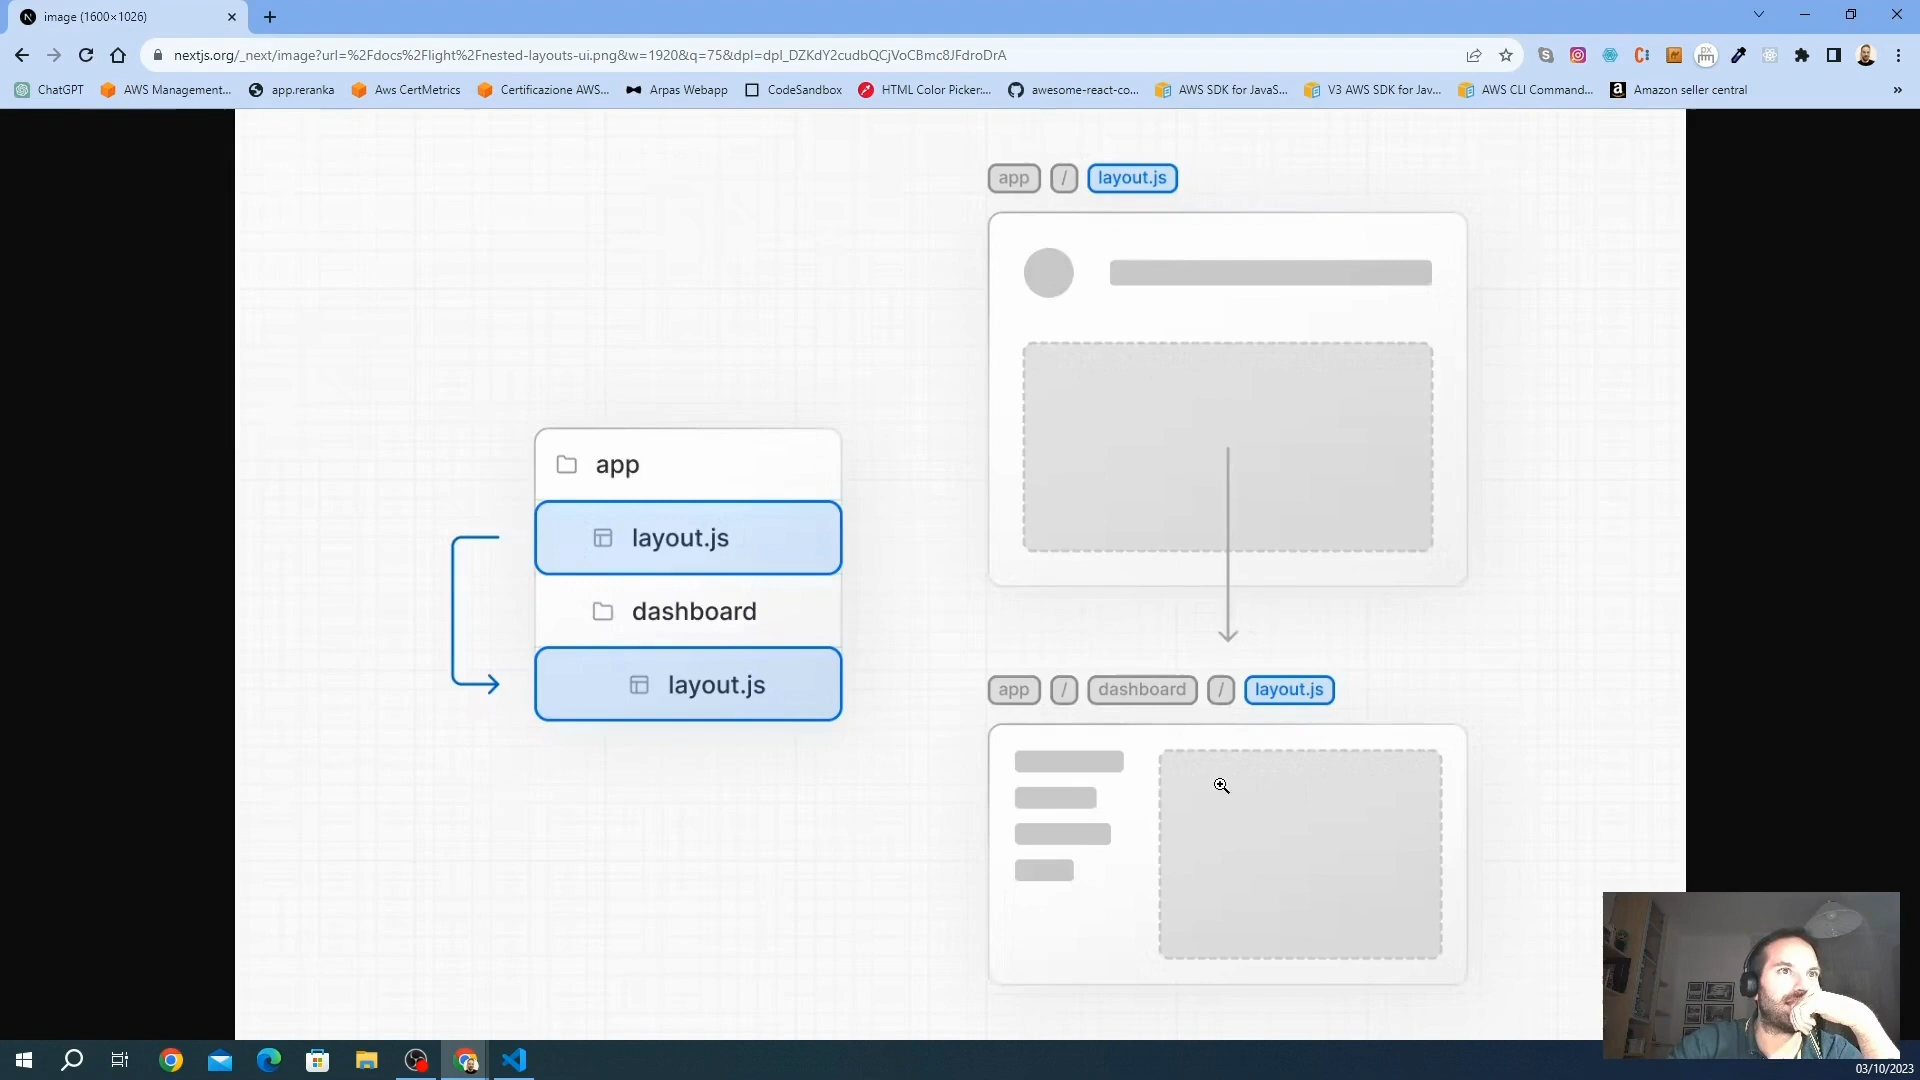 image (1600×1026)
nextjs.org/_next/image?url=%2Fdocs%2Flight%2Fnested-layouts-ui.png&w=1920&q=75&dpl=dpl_DZKdY2cudbQCjVoCBmc8JFdroDrA
ChatGPT AWS Management... app.reranka Aws CertMetrics Certificazione AWS... Arpas Webapp CodeSandbox HTML Color Picker:... awesome-react-co... AWS SDK for JavaS... V3 AWS SDK for Jav... AWS CLI Command... Amazon seller central »
app / layout.js
app
layout.js
dashboard
layout.js
app / dashboard / layout.js
03/10/2023